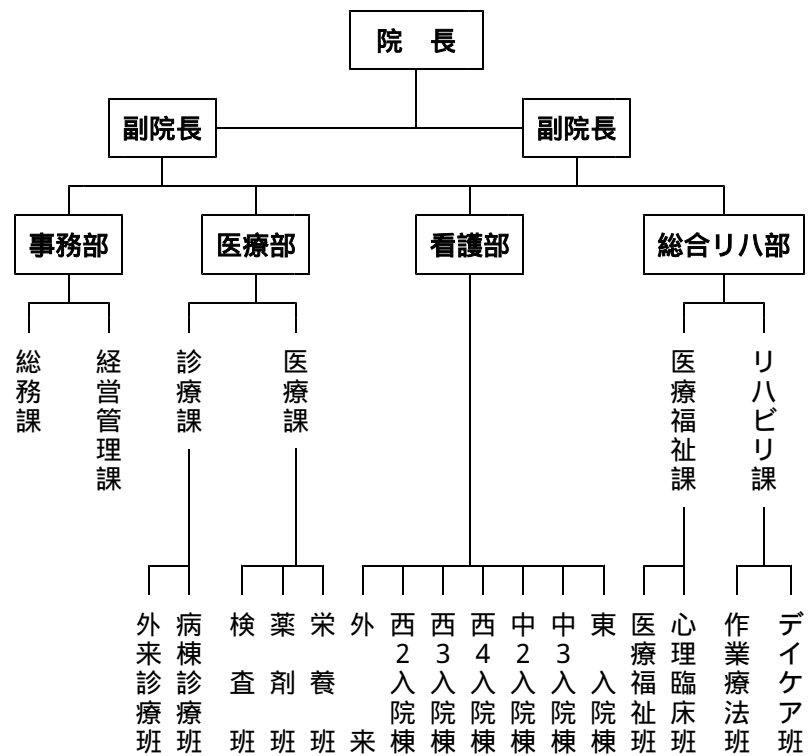 院　長
副院長
副院長
事務部
医療部
看護部
総合リハ部
総務課
経営管理課
診療課
医療課
医療福祉課
リハビリ課
外来診療班
病棟診療班
検査班
薬剤班
栄養班
外来
西2入院棟
西3入院棟
西4入院棟
中2入院棟
中3入院棟
東入院棟
医療福祉班
心理臨床班
作業療法班
デイケア班